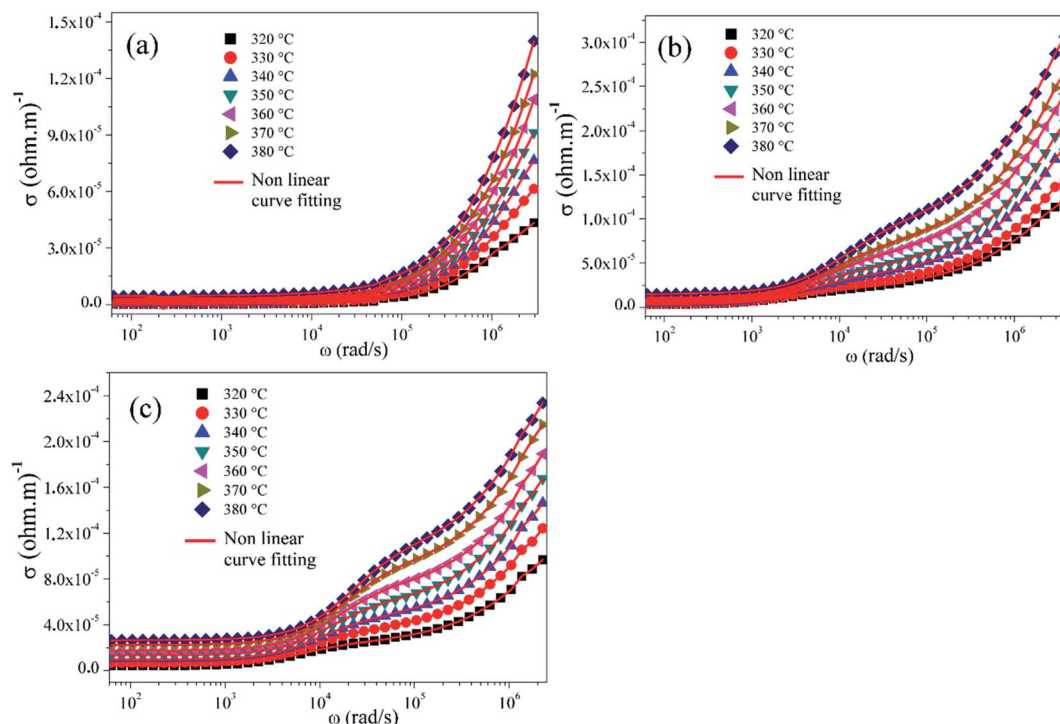 (a)
320 °C
330 °C
340 °C
350 °C
360 °C
370 °C
380 °C
Non linear
curve fitting
1.5x10⁻⁴
1.2x10⁻⁴
9.0x10⁻⁵
6.0x10⁻⁵
3.0x10⁻⁵
0.0
σ (ohm.m)⁻¹
10² 10³ 10⁴ 10⁵ 10⁶
ω (rad/s)
(b)
320 °C
330 °C
340 °C
350 °C
360 °C
370 °C
380 °C
Non linear
curve fitting
3.0x10⁻⁴
2.5x10⁻⁴
2.0x10⁻⁴
1.5x10⁻⁴
1.0x10⁻⁴
5.0x10⁻⁵
0.0
σ (ohm.m)⁻¹
10² 10³ 10⁴ 10⁵ 10⁶
ω (rad/s)
(c)
320 °C
330 °C
340 °C
350 °C
360 °C
370 °C
380 °C
Non linear
curve fitting
2.4x10⁻⁴
2.0x10⁻⁴
1.6x10⁻⁴
1.2x10⁻⁴
8.0x10⁻⁵
4.0x10⁻⁵
0.0
σ (ohm.m)⁻¹
10² 10³ 10⁴ 10⁵ 10⁶
ω (rad/s)